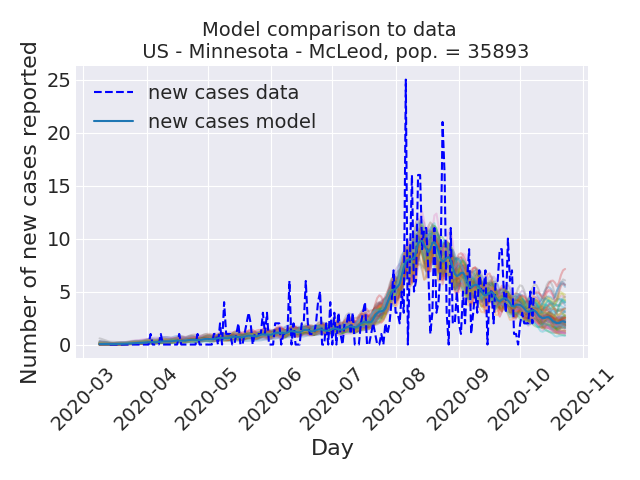 Model comparison to data
US - Minnesota - McLeod, pop. = 35893
new cases data
new cases model
Number of new cases reported
25
20
15
10
5
0
2020-03
2020-04
2020-05
2020-06
2020-07
2020-08
2020-09
2020-10
2020-11
Day